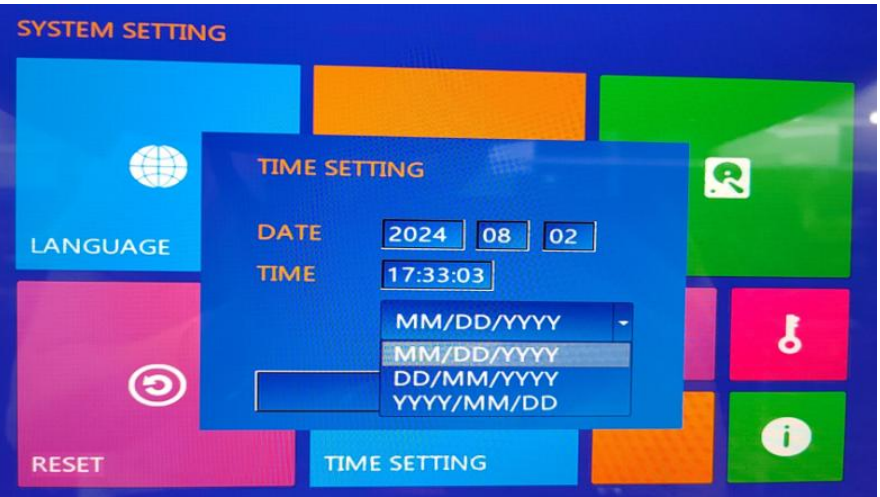 SYSTEM SETTING
TIME SETTING
DATE 2024 08 02
TIME 17:33:03
LANGUAGE
MM/DD/YYYY
MM/DD/YYYY
DD/MM/YYYY
YYYY/MM/DD
RESET
TIME SETTING